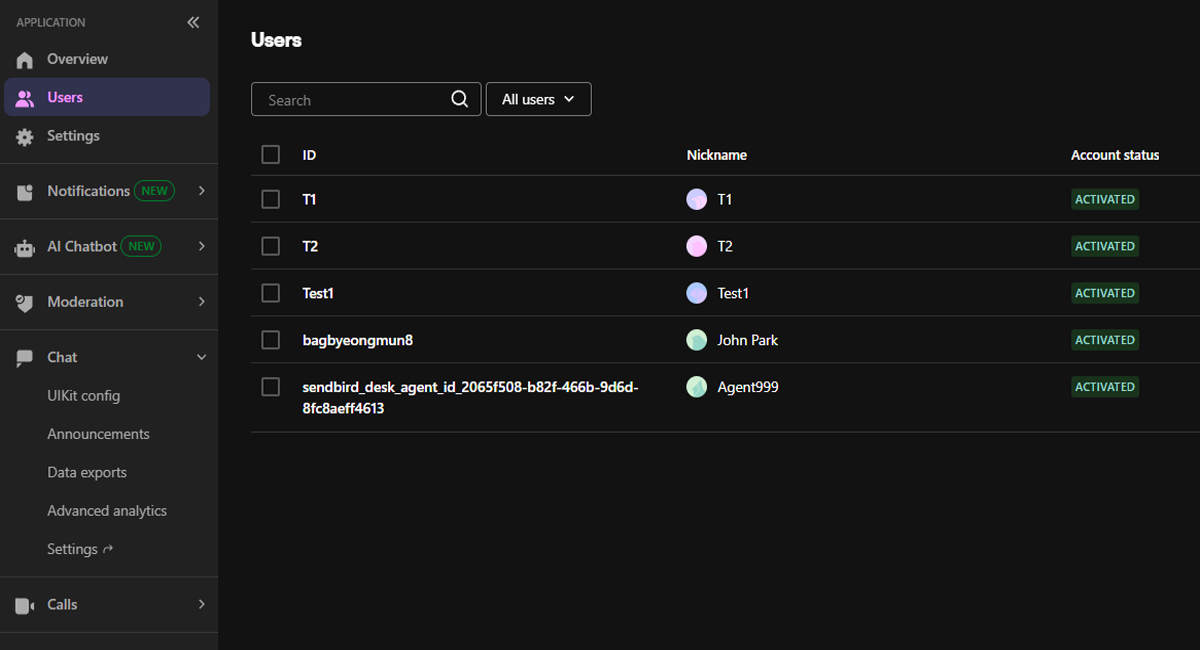 APPLICATION
Overview
Users
Settings
Notifications NEW
AI Chatbot NEW
Moderation
Chat
UIKit config
Announcements
Data exports
Advanced analytics
Settings
Calls
Users
Search
All users
ID Nickname Account status
T1 T1 ACTIVATED
T2 T2 ACTIVATED
Test1 Test1 ACTIVATED
bagbyeongmun8 John Park ACTIVATED
sendbird_desk_agent_id_2065f508-b82f-466b-9d6d- Agent999 ACTIVATED
8fc8aeff4613